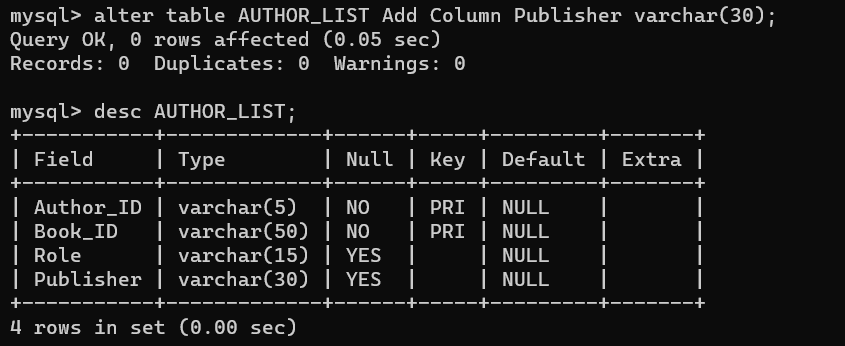 mysql> alter table AUTHOR_LIST Add Column Publisher varchar(30);
Query OK, 0 rows affected (0.05 sec)
Records: 0  Duplicates: 0  Warnings: 0

mysql> desc AUTHOR_LIST;
+-----------+-------------+------+-----+---------+-------+
| Field     | Type        | Null | Key | Default | Extra |
+-----------+-------------+------+-----+---------+-------+
| Author_ID | varchar(5)  | NO   | PRI | NULL    |       |
| Book_ID   | varchar(50) | NO   | PRI | NULL    |       |
| Role      | varchar(15) | YES  |     | NULL    |       |
| Publisher | varchar(30) | YES  |     | NULL    |       |
+-----------+-------------+------+-----+---------+-------+
4 rows in set (0.00 sec)